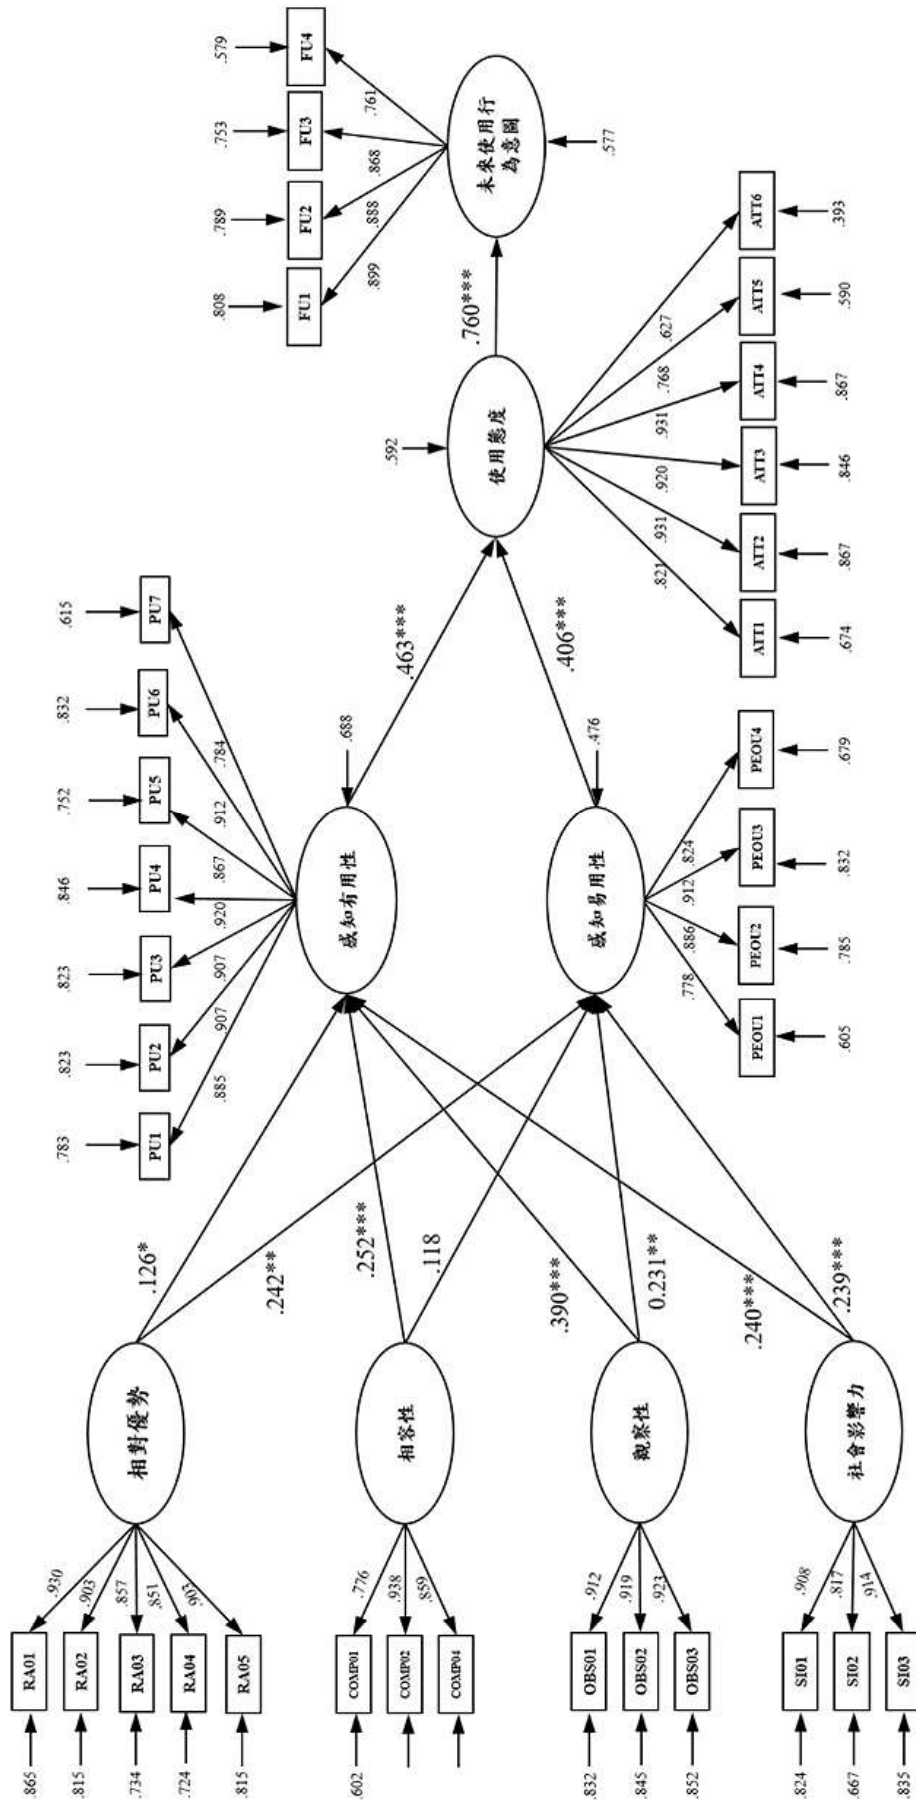 .865
RA01
.930
.815
RA02
.903
.734
RA03
.857
.724
RA04
.851
.815
RA05
.903
相對優勢
.602
COMP01
.776
COMP02
.938
COMP04
.859
相容性
.832
OBS01
.912
.845
OBS02
.919
.852
OBS03
.923
觀察性
.824
SI01
.908
.667
SI02
.817
.835
SI03
.914
社會影響力
.126*
.242**
.252***
.118
.390***
0.231**
.240***
.239***
.783
.823
.823
.846
.752
.832
.615
PU1
PU2
PU3
PU4
PU5
PU6
PU7
.885
.907
.907
.920
.867
.912
.784
感知有用性
.688
感知易用性
.476
.778
.886
.912
.824
PEOU1
PEOU2
PEOU3
PEOU4
.605
.785
.832
.679
.463***
.406***
.592
使用態度
.821
.931
.920
.931
.768
.627
ATT1
ATT2
ATT3
ATT4
ATT5
ATT6
.674
.867
.846
.867
.590
.393
.760***
.808
.789
.753
.579
FU1
FU2
FU3
FU4
.899
.888
.868
.761
未來使用行
為意圖
.577